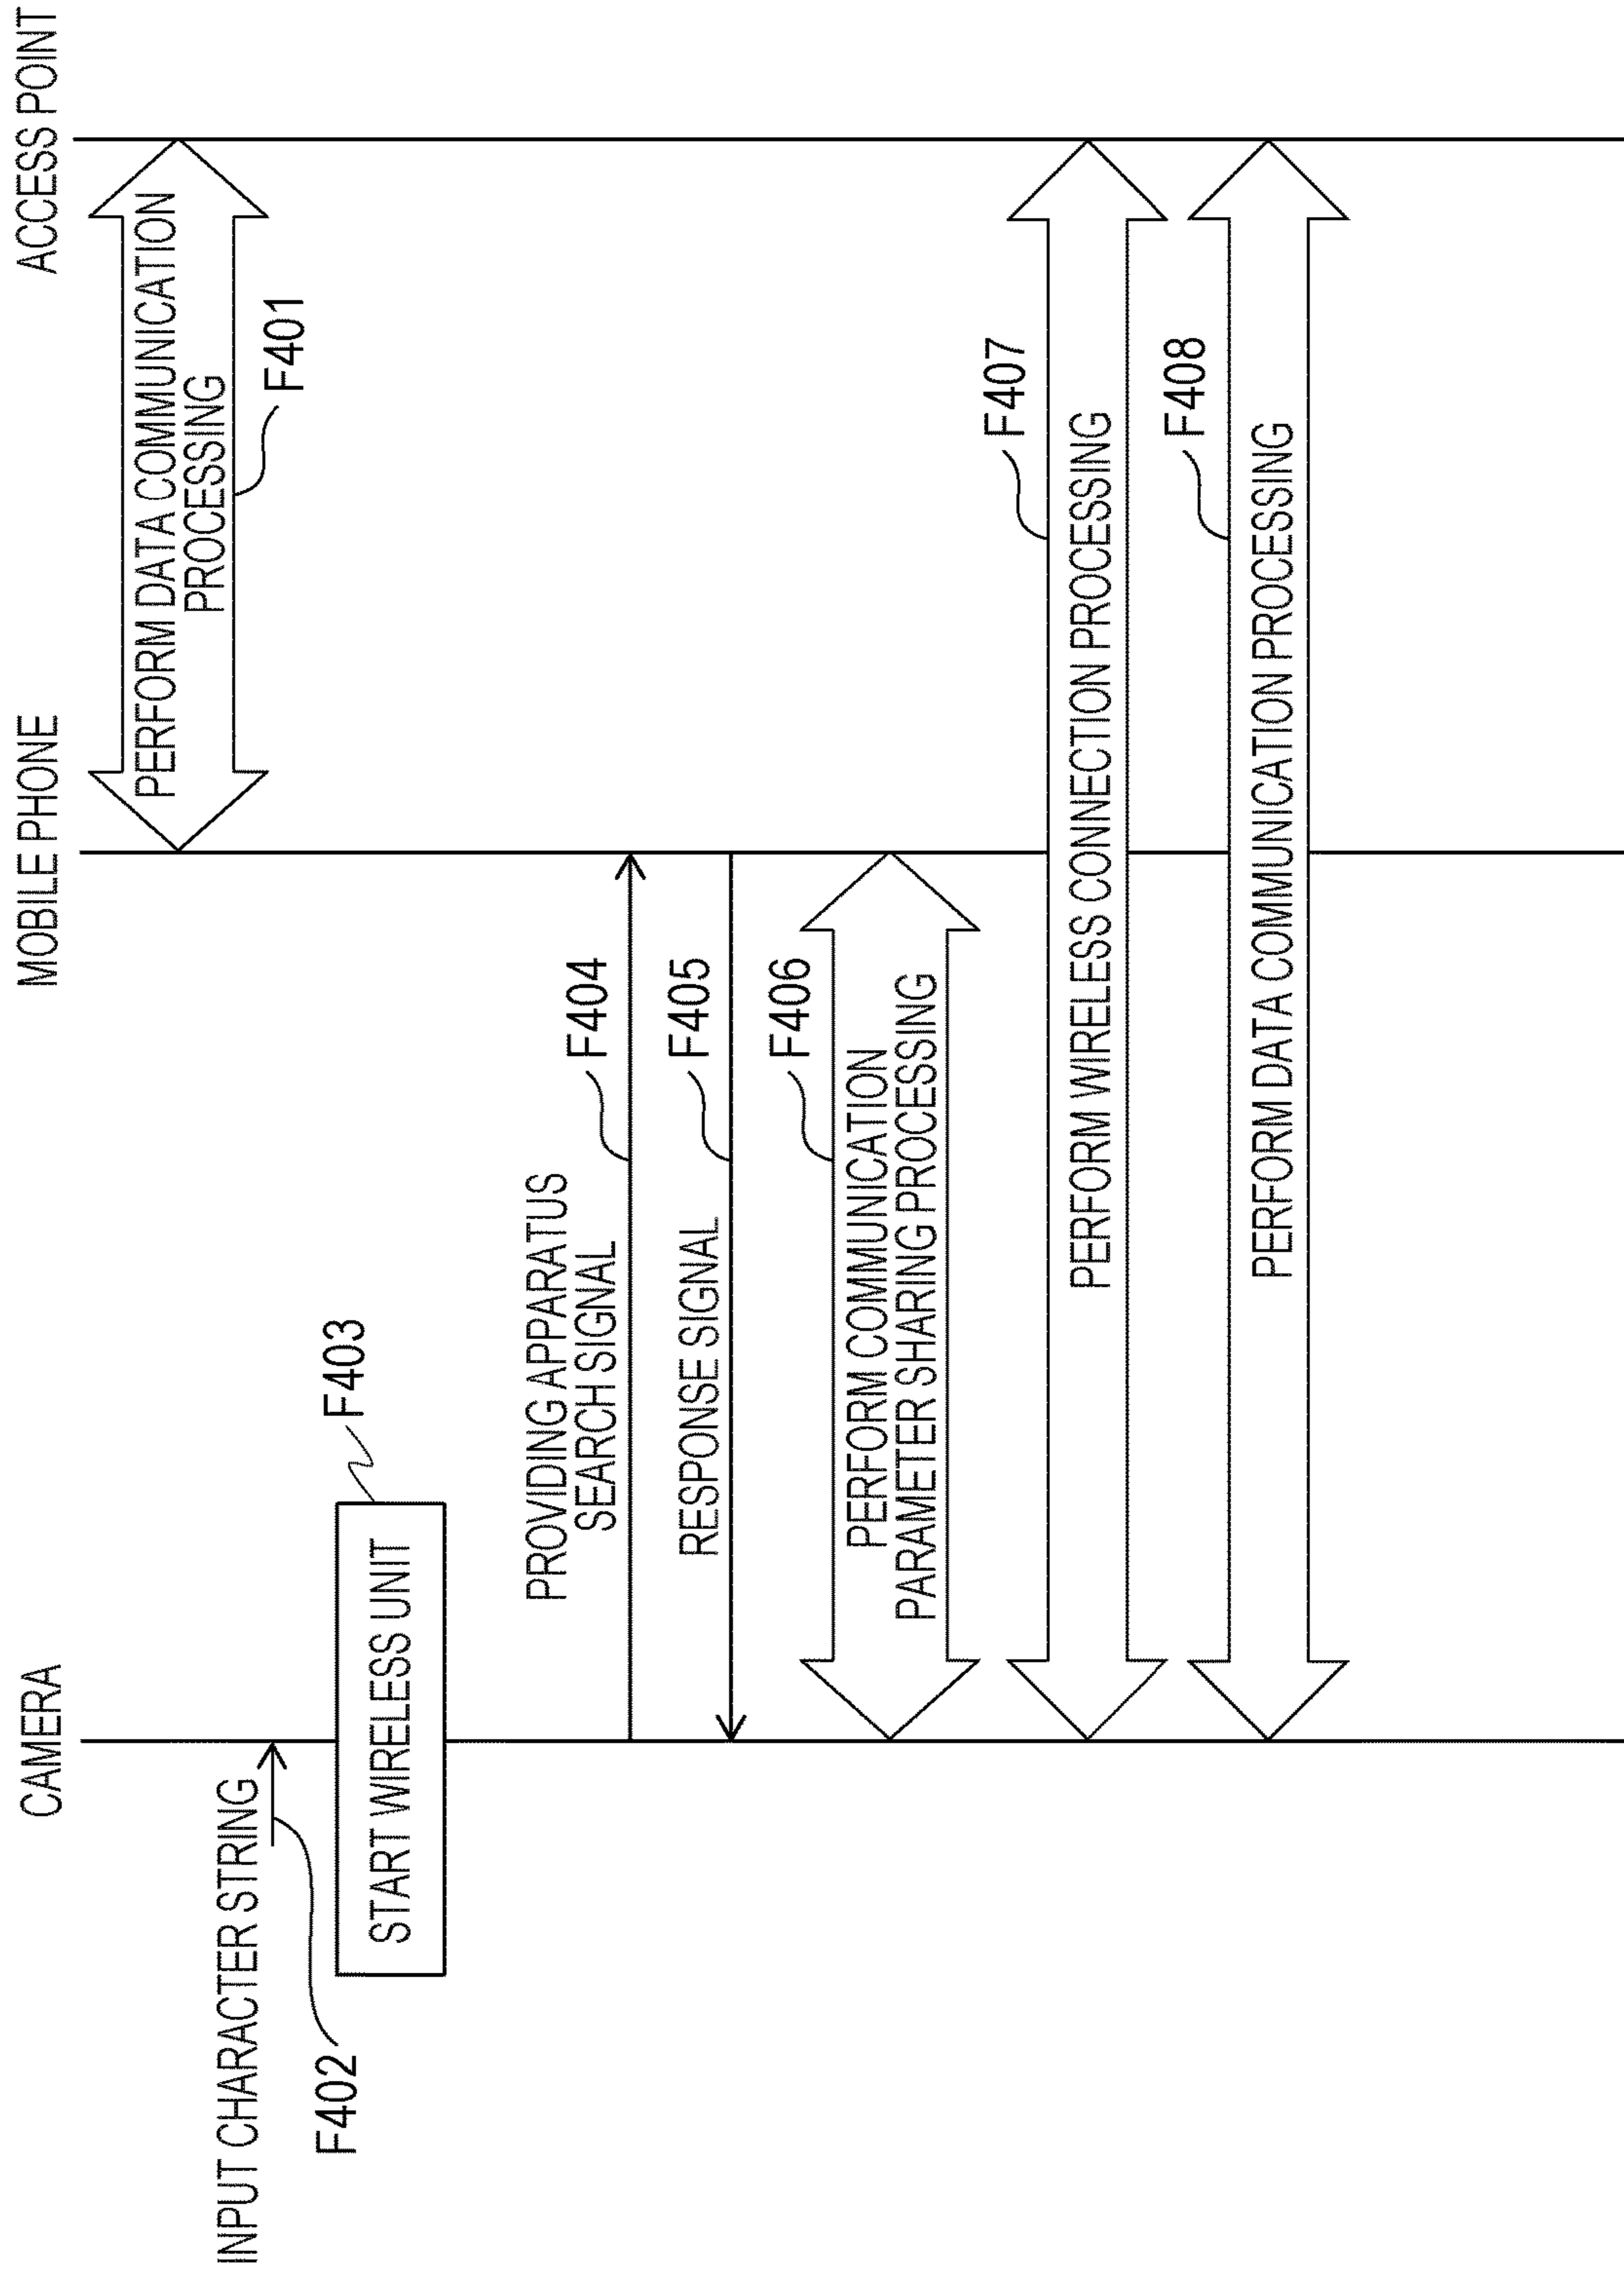 CAMERA
MOBILE PHONE
ACCESS POINT
PERFORM DATA COMMUNICATION
PROCESSING
F401
INPUT CHARACTER STRING
F402
START WIRELESS UNIT
F403
PROVIDING APPARATUS
SEARCH SIGNAL
F404
RESPONSE SIGNAL
F405
F406
PERFORM COMMUNICATION
PARAMETER SHARING PROCESSING
F407
PERFORM WIRELESS CONNECTION PROCESSING
F408
PERFORM DATA COMMUNICATION PROCESSING